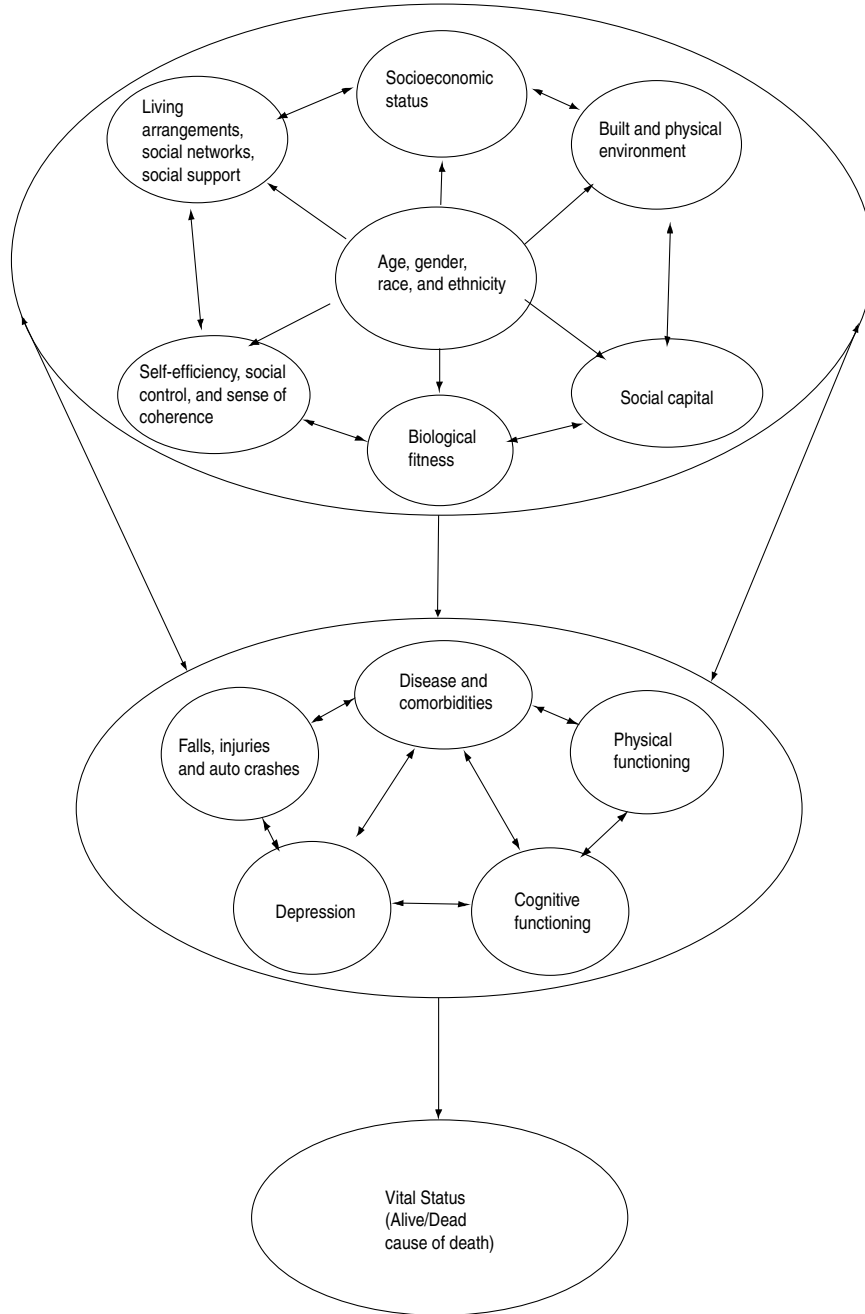 Socioeconomic
status
Living
arrangements,
social networks,
social support
Built and physical
environment
Age, gender,
race, and ethnicity
Self-efficiency, social
control, and sense of
coherence
Social capital
Biological
fitness
Disease and
comorbidities
Falls, injuries
and auto crashes
Physical
functioning
Depression
Cognitive
functioning
Vital Status
(Alive/Dead
cause of death)